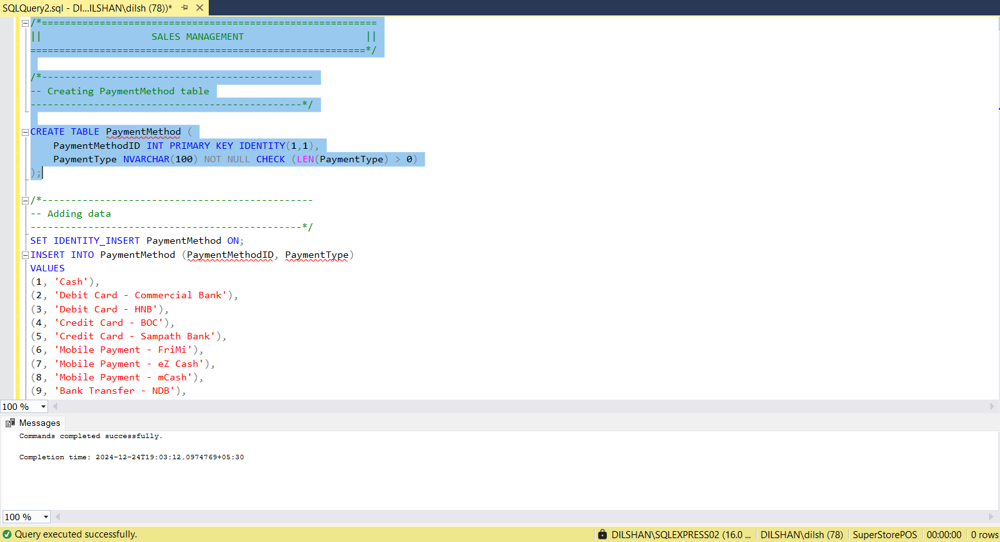 SQLQuery2.sql - DI...ILSHAN\dilsh (78))*
/*==========================================================
||                   SALES MANAGEMENT                     ||
==========================================================*/
/*-----------------------------------------------
-- Creating PaymentMethod table
-----------------------------------------------*/
CREATE TABLE PaymentMethod (
    PaymentMethodID INT PRIMARY KEY IDENTITY(1,1),
    PaymentType NVARCHAR(100) NOT NULL CHECK (LEN(PaymentType) > 0)
);
/*-----------------------------------------------
-- Adding data
-----------------------------------------------*/
SET IDENTITY_INSERT PaymentMethod ON;
INSERT INTO PaymentMethod (PaymentMethodID, PaymentType)
VALUES
(1, 'Cash'),
(2, 'Debit Card - Commercial Bank'),
(3, 'Debit Card - HNB'),
(4, 'Credit Card - BOC'),
(5, 'Credit Card - Sampath Bank'),
(6, 'Mobile Payment - FriMi'),
(7, 'Mobile Payment - eZ Cash'),
(8, 'Mobile Payment - mCash'),
(9, 'Bank Transfer - NDB'),
100 %
Messages
Commands completed successfully.
Completion time: 2024-12-24T19:03:12.0974769+05:30
100 %
Query executed successfully. DILSHAN\SQLEXPRESS02 (16.0 ... DILSHAN\dilsh (78) SuperStorePOS 00:00:00 0 rows